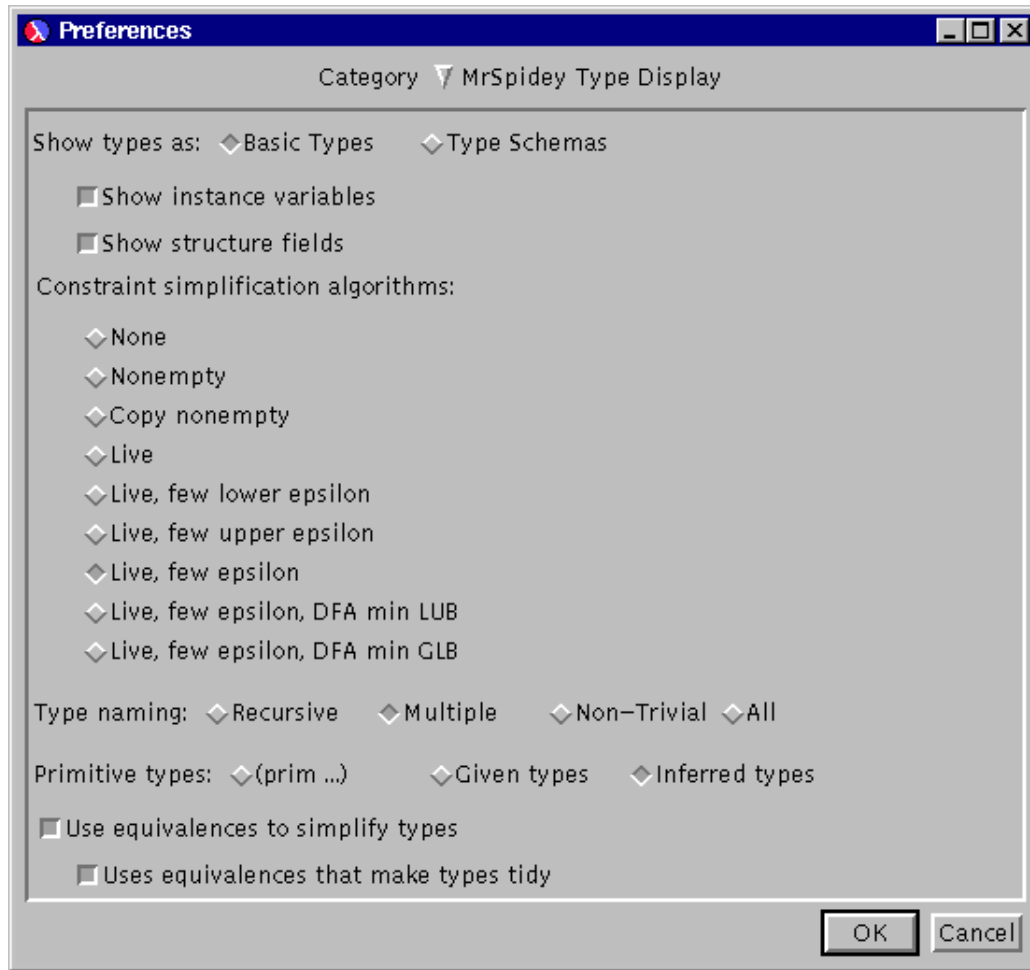 Preferences
Category MrSpidey Type Display
Show types as: Basic Types Type Schemas
Show instance variables
Show structure fields
Constraint simplification algorithms:
None
Nonempty
Copy nonempty
Live
Live, few lower epsilon
Live, few upper epsilon
Live, few epsilon
Live, few epsilon, DFA min LUB
Live, few epsilon, DFA min GLB
Type naming: Recursive Multiple Non-Trivial All
Primitive types: (prim ...) Given types Inferred types
Use equivalences to simplify types
Uses equivalences that make types tidy
OK Cancel